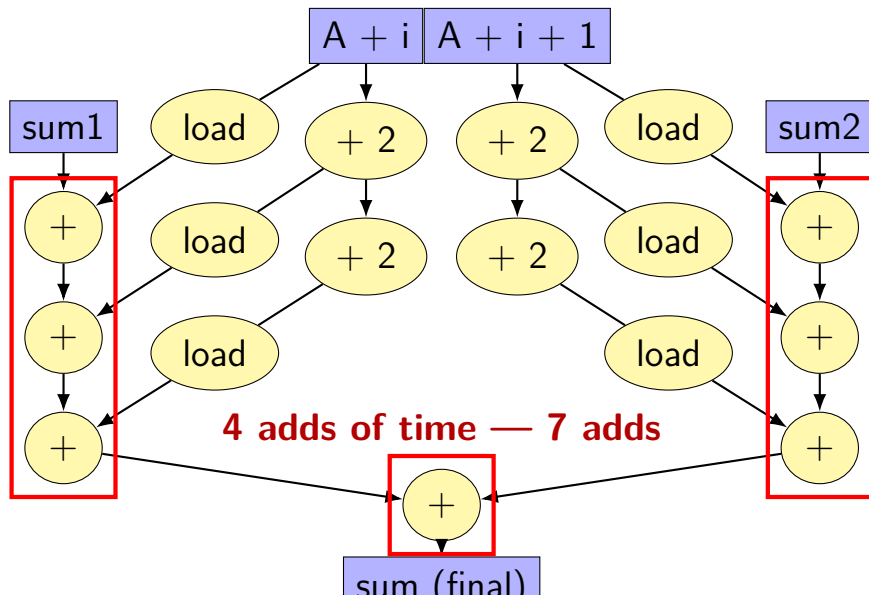 A + i A + i + 1
sum1 load + 2 + 2 load sum2
+ +
load + 2 + 2 load
+ +
load load
4 adds of time — 7 adds
+ +
+
sum (final)